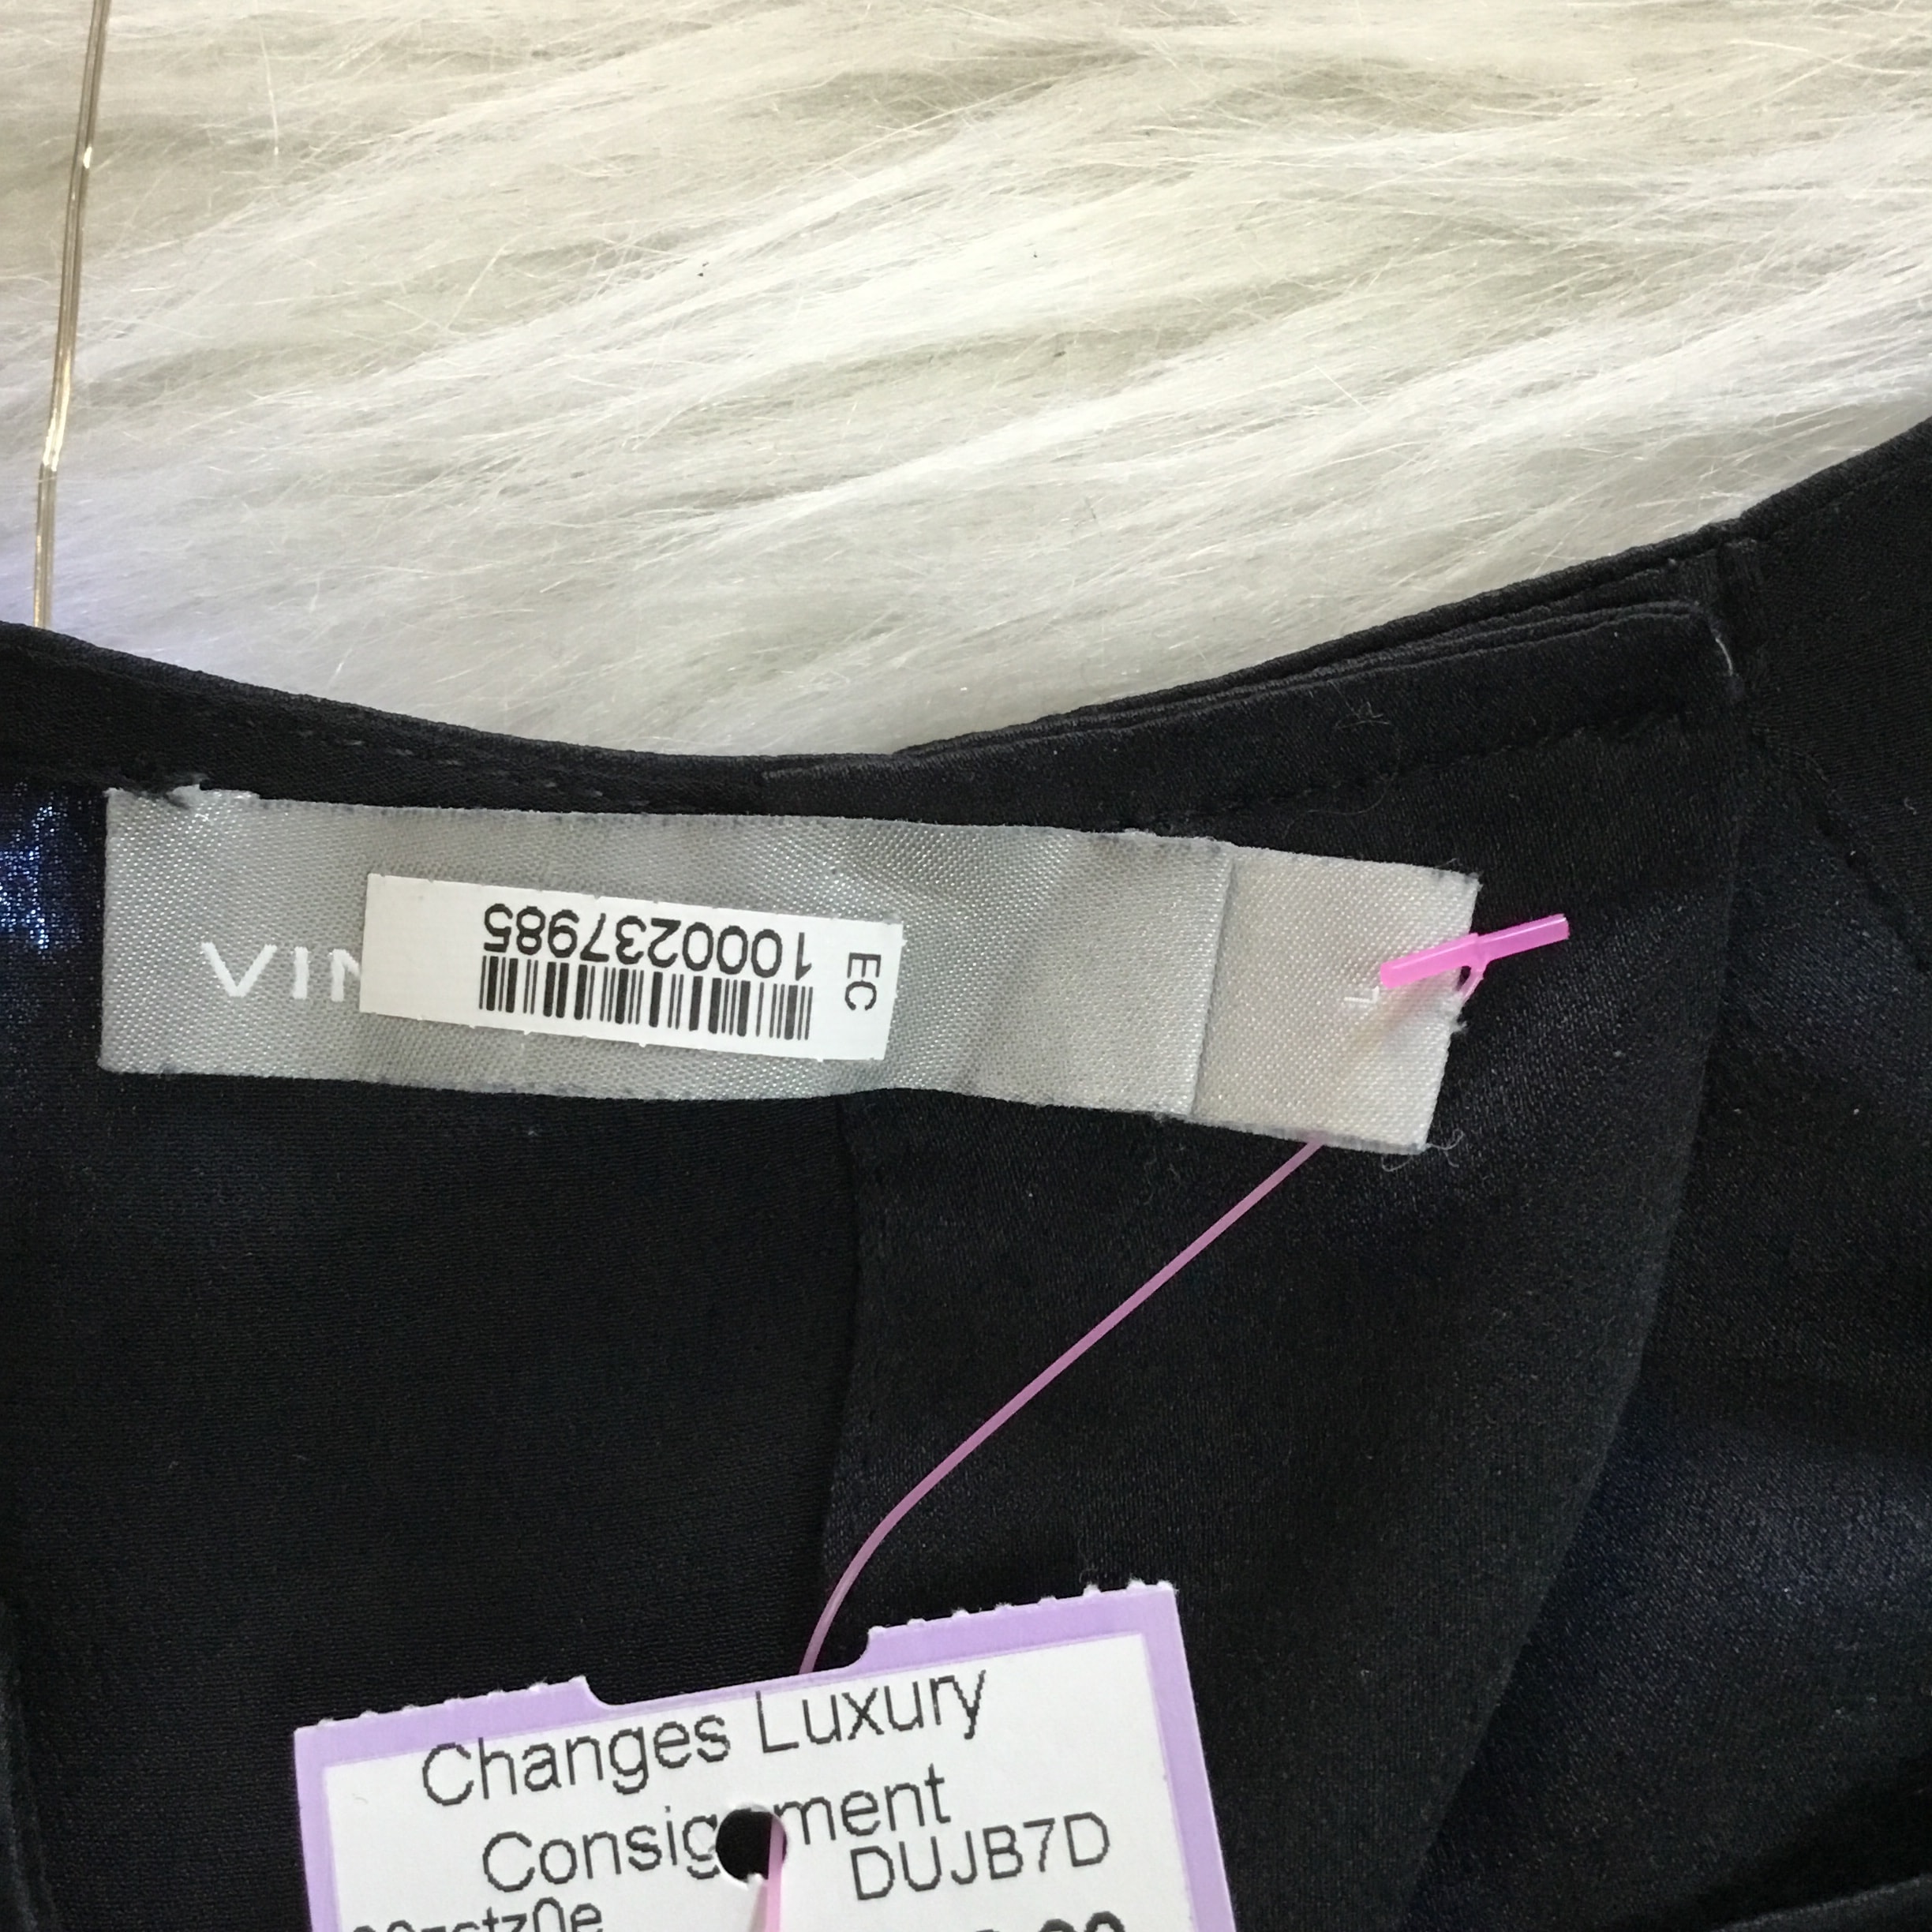 VIN
EC
1000237985
Changes Luxury
Consignment
DUJB7D